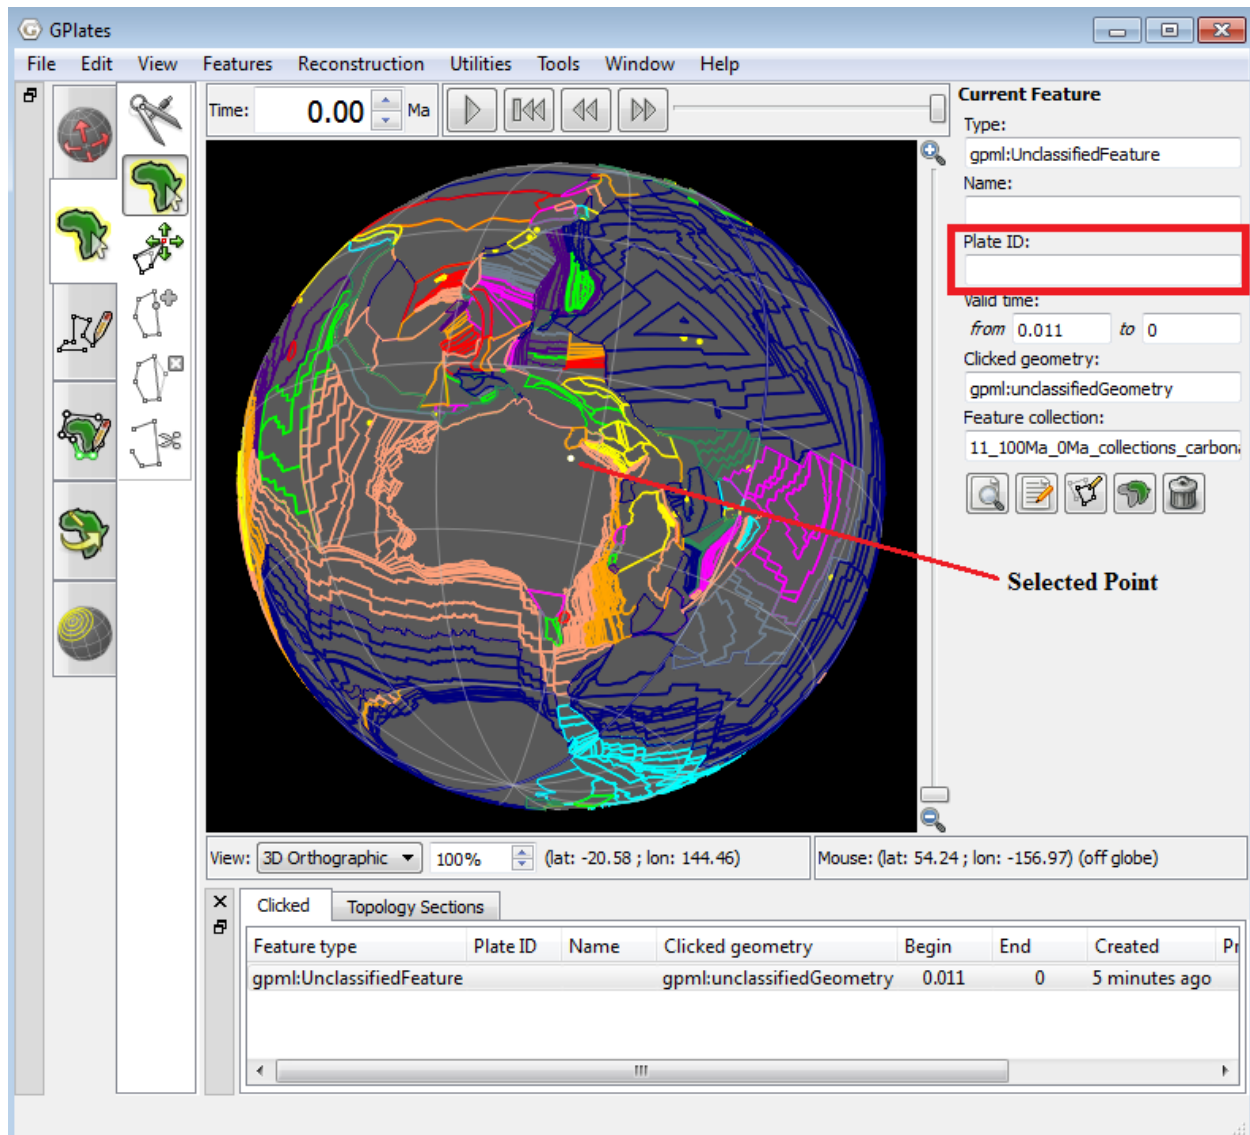 GPlates
File Edit View Features Reconstruction Utilities Tools Window Help
Time: 0.00 Ma
Current Feature
Type:
gpml:UnclassifiedFeature
Name:
Plate ID:
Valid time:
from 0.011 to 0
Clicked geometry:
gpml:unclassifiedGeometry
Feature collection:
11_100Ma_0Ma_collections_carbon
Selected Point
View: 3D Orthographic 100% (lat: -20.58 ; lon: 144.46) Mouse: (lat: 54.24 ; lon: -156.97) (off globe)
Clicked Topology Sections
Feature type Plate ID Name Clicked geometry Begin End Created Pr
gpml:UnclassifiedFeature gpml:unclassifiedGeometry 0.011 0 5 minutes ago